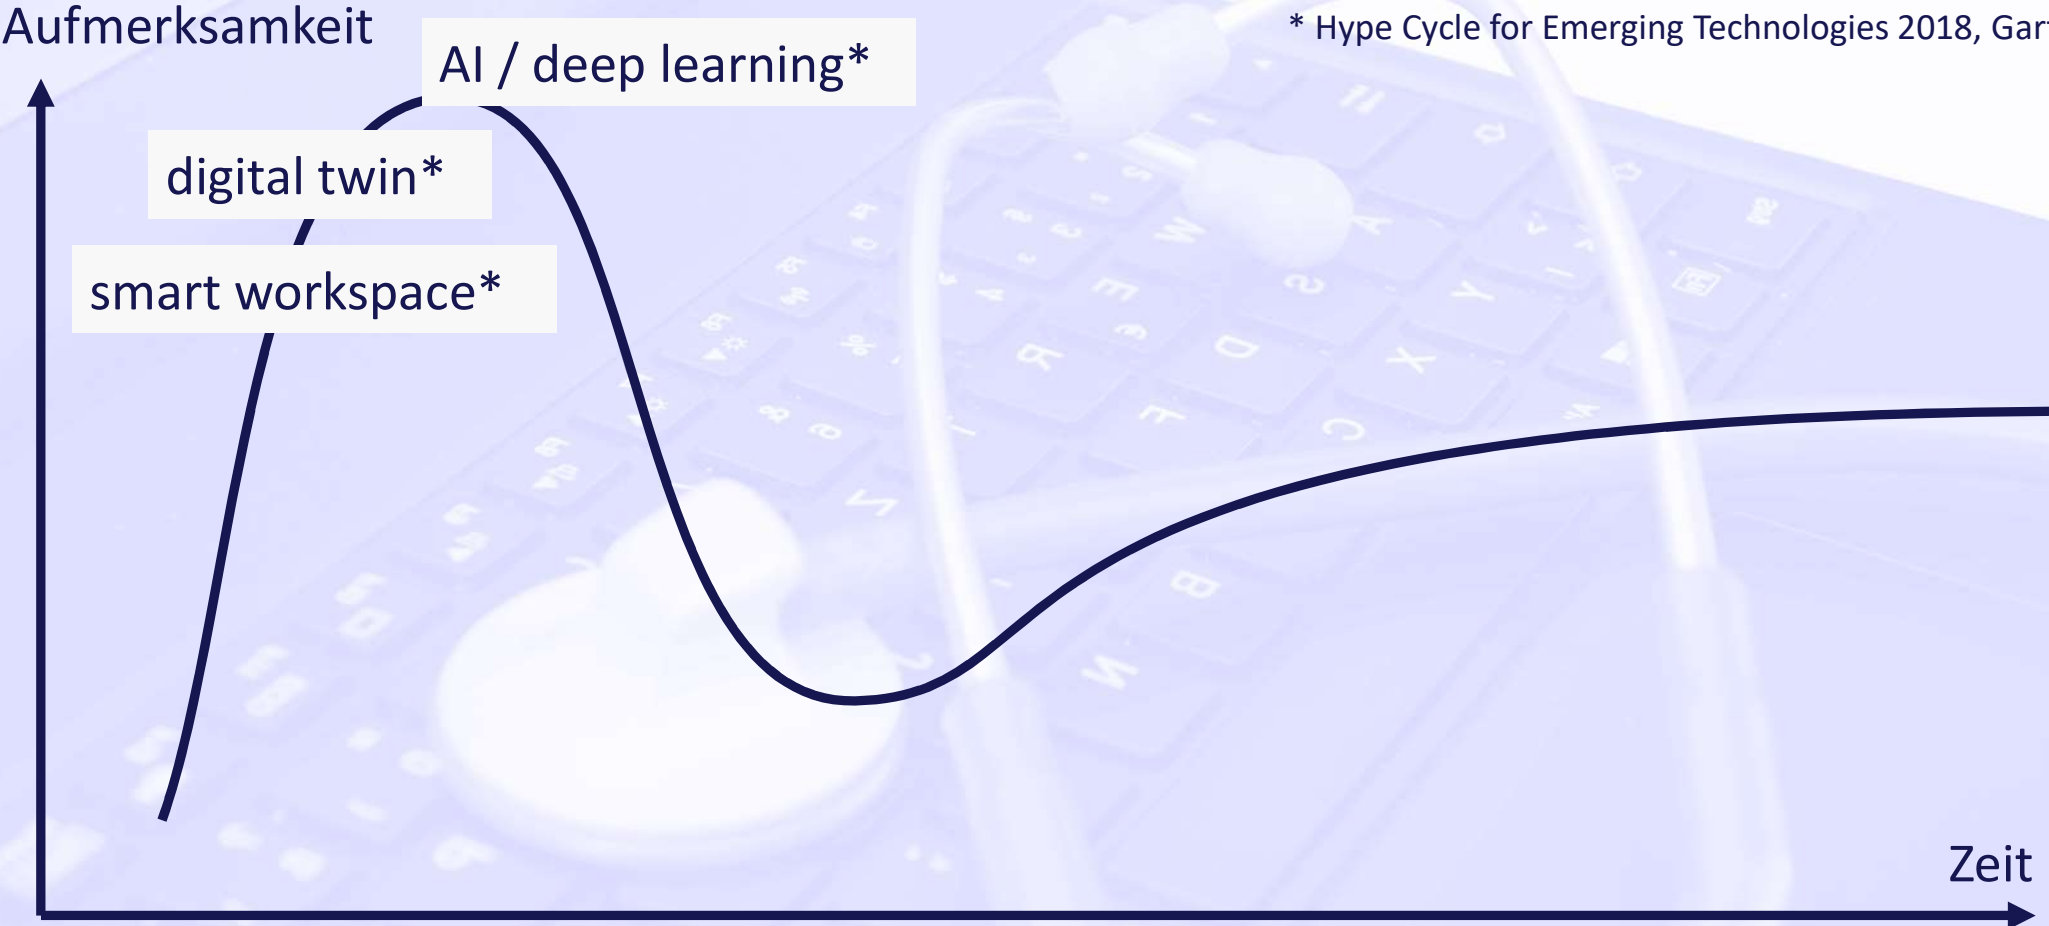 Aufmerksamkeit
* Hype Cycle for Emerging Technologies 2018,
AI / deep learning*
digital twin*
smart workspace*
Zeit